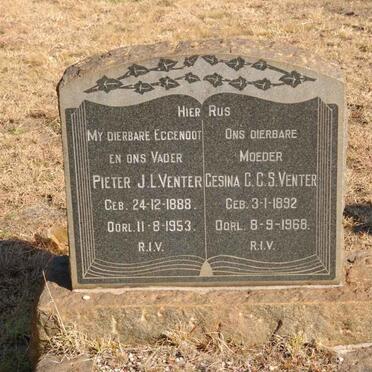 Hier Rus
My dierbare Eggenoot
en ons Vader
Pieter J.L. Venter
Geb. 24-12-1888.
Oorl. 11-8-1953.
R.I.V.
Ons dierbare
Moeder
Gesina C.C.S. Venter
Geb. 3-1-1892
Oorl. 8-9-1968.
R.I.V.